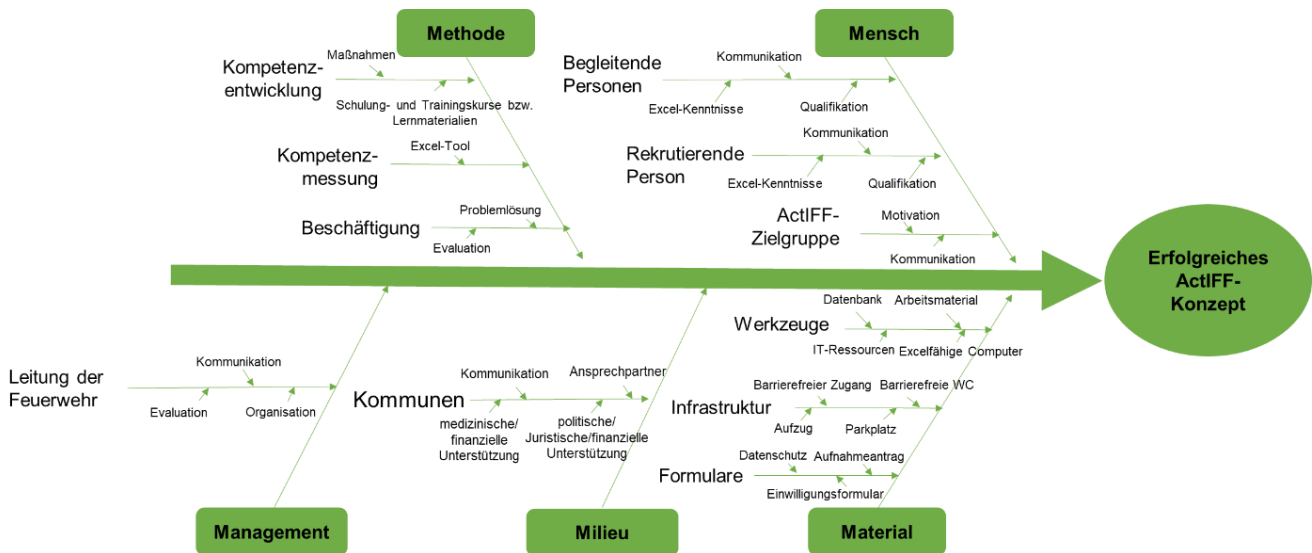 Methode
Mensch
Kompetenz-
entwicklung
Maßnahmen
Schulung- und Trainingskurse bzw.
Lernmaterialien
Kompetenz-
messung
Excel-Tool
Beschäftigung
Problemlösung
Evaluation
Begleitende
Personen
Kommunikation
Excel-Kenntnisse
Qualifikation
Rekrutierende
Person
Kommunikation
Excel-Kenntnisse
Qualifikation
ActIFF-
Zielgruppe
Motivation
Kommunikation
Erfolgreiches
ActIFF-
Konzept
Leitung der
Feuerwehr
Kommunikation
Evaluation
Organisation
Kommunen
Kommunikation
Ansprechpartner
medizinische/
finanzielle
Unterstützung
politische/
Juristische/finanzielle
Unterstützung
Werkzeuge
Datenbank
Arbeitsmaterial
IT-Ressourcen
Excelfähige Computer
Infrastruktur
Barrierefreier Zugang
Barrierefreie WC
Aufzug
Parkplatz
Formulare
Datenschutz
Aufnahmeantrag
Einwilligungsformular
Management
Milieu
Material